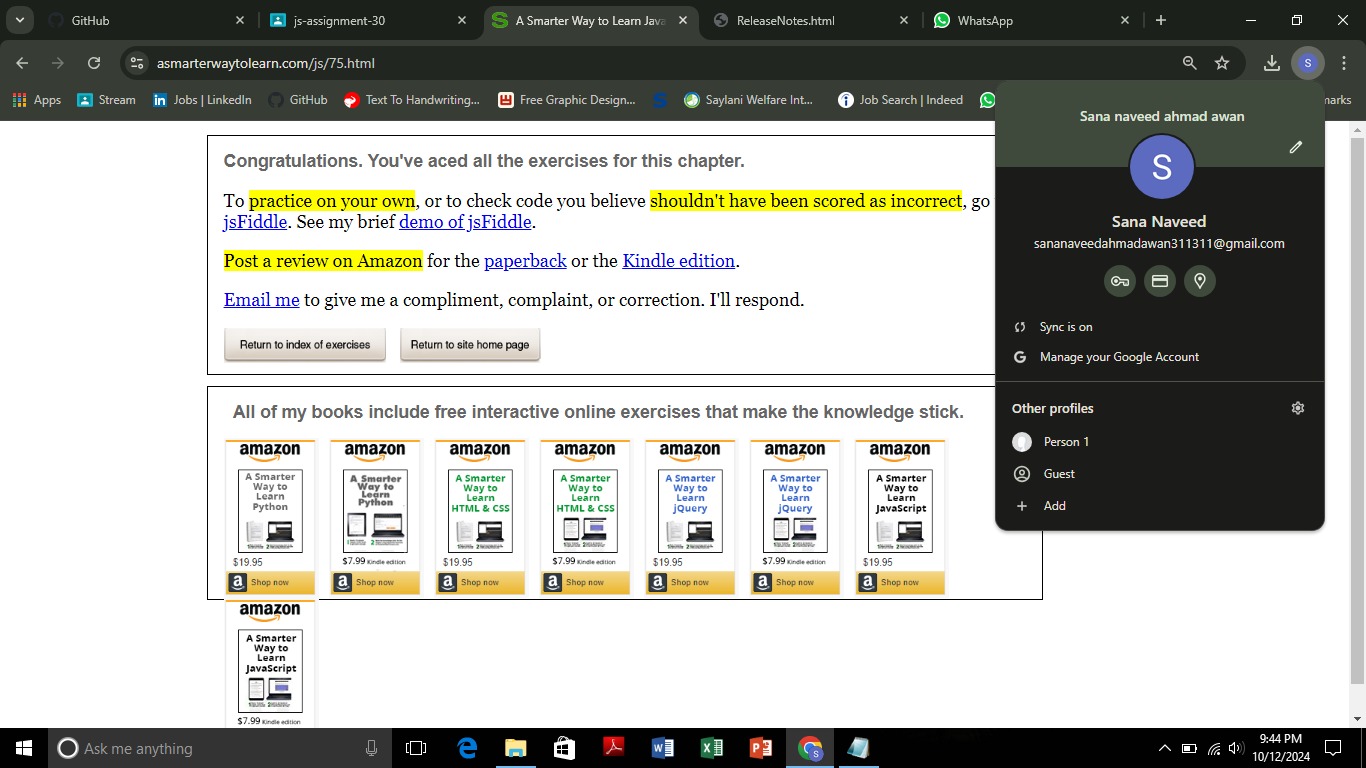 GitHub
js-assignment-30
A Smarter Way to Learn Java
ReleaseNotes.html
WhatsApp
asmarterwaytolearn.com/js/75.html
S
Apps
Stream
Jobs | LinkedIn
GitHub
Text To Handwriting...
Free Graphic Design...
Saylani Welfare Int...
Job Search | Indeed
marks
Congratulations. You've aced all the exercises for this chapter.
To practice on your own, or to check code you believe shouldn't have been scored as incorrect, go
jsFiddle. See my brief demo of jsFiddle.
Post a review on Amazon for the paperback or the Kindle edition.
Email me to give me a compliment, complaint, or correction. I'll respond.
Return to index of exercises
Return to site home page
All of my books include free interactive online exercises that make the knowledge stick.
amazon
A Smarter
Way to
Learn
Python
$19.95
Shop now
amazon
A Smarter
Way to
Learn
Python
$7.99 Kindle edition
Shop now
amazon
A Smarter
Way to
Learn
HTML & CSS
$19.95
Shop now
amazon
A Smarter
Way to
Learn
HTML & CSS
$7.99 Kindle edition
Shop now
amazon
A Smarter
Way to
Learn
jQuery
$19.95
Shop now
amazon
A Smarter
Way to
Learn
jQuery
$7.99 Kindle edition
Shop now
amazon
A Smarter
Way to
Learn
JavaScript
$19.95
Shop now
amazon
A Smarter
Way to
Learn
JavaScript
$7.99 Kindle edition
Sana naveed ahmad awan
S
Sana Naveed
sananaveedahmadawan311311@gmail.com
Sync is on
Manage your Google Account
Other profiles
Person 1
Guest
Add
Ask me anything
9:44 PM
10/12/2024